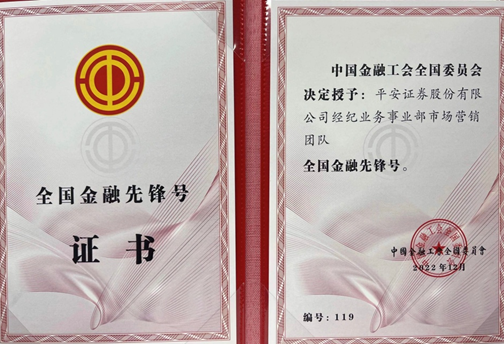 全国金融先锋号
证书
中国金融工会全国委员会
决定授予：平安证券股份有限
公司经纪业务事业部市场营销
团队
全国金融先锋号。
中国金融工会全国委员会
2022年12月
编号：119